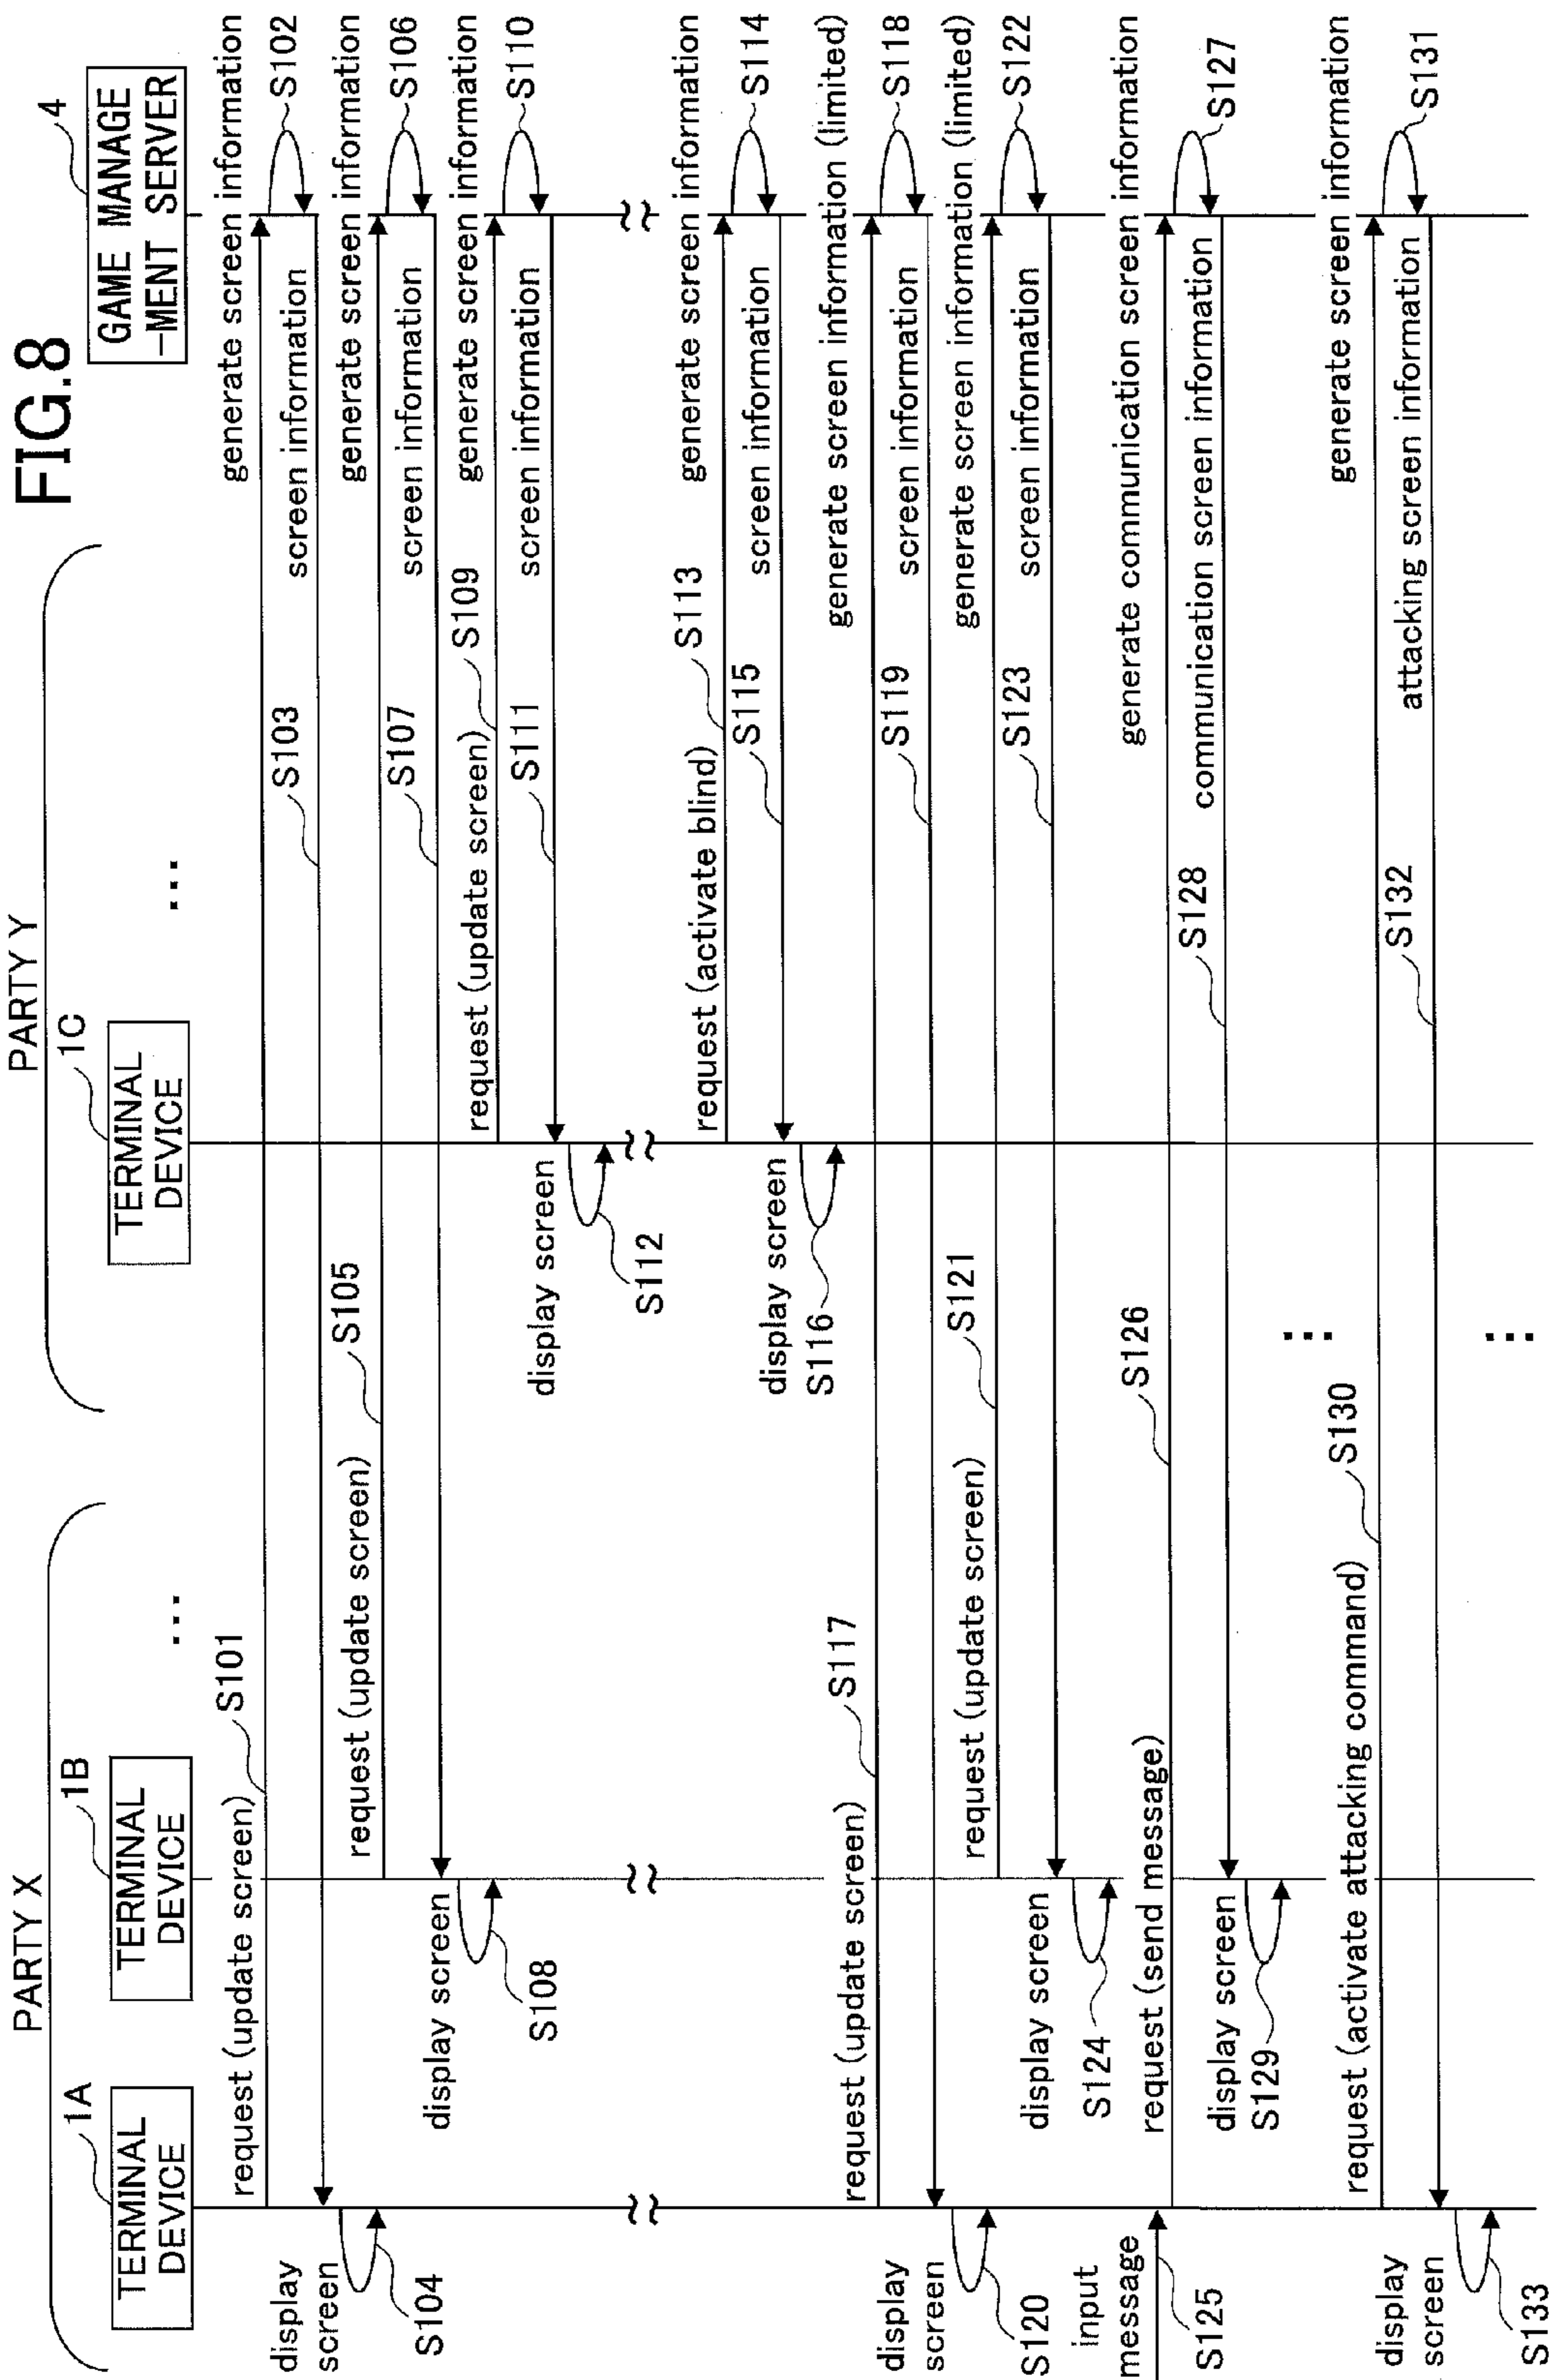 FIG.8
PARTY X
PARTY Y
1A
TERMINAL
DEVICE
1B
TERMINAL
DEVICE
...
1C
TERMINAL
DEVICE
...
4
GAME MANAGE
-MENT SERVER
request (update screen)
S101
generate screen information
S102
screen information
S103
display
screen
S104
request (update screen)
S105
generate screen information
S106
screen information
S107
display screen
S108
request (update screen)
S109
generate screen information
S110
screen information
S111
display screen
S112
request (activate blind)
S113
generate screen information
S114
screen information
S115
display screen
S116
request (update screen)
S117
generate screen information (limited)
S118
screen information
S119
display
screen
S120
request (update screen)
S121
generate screen information (limited)
S122
screen information
S123
display screen
S124
input
message
S125
request (send message)
S126
generate communication screen information
S127
communication screen information
S128
display screen
S129
...
request (activate attacking command)
S130
generate screen information
S131
attacking screen information
S132
display
screen
S133
...